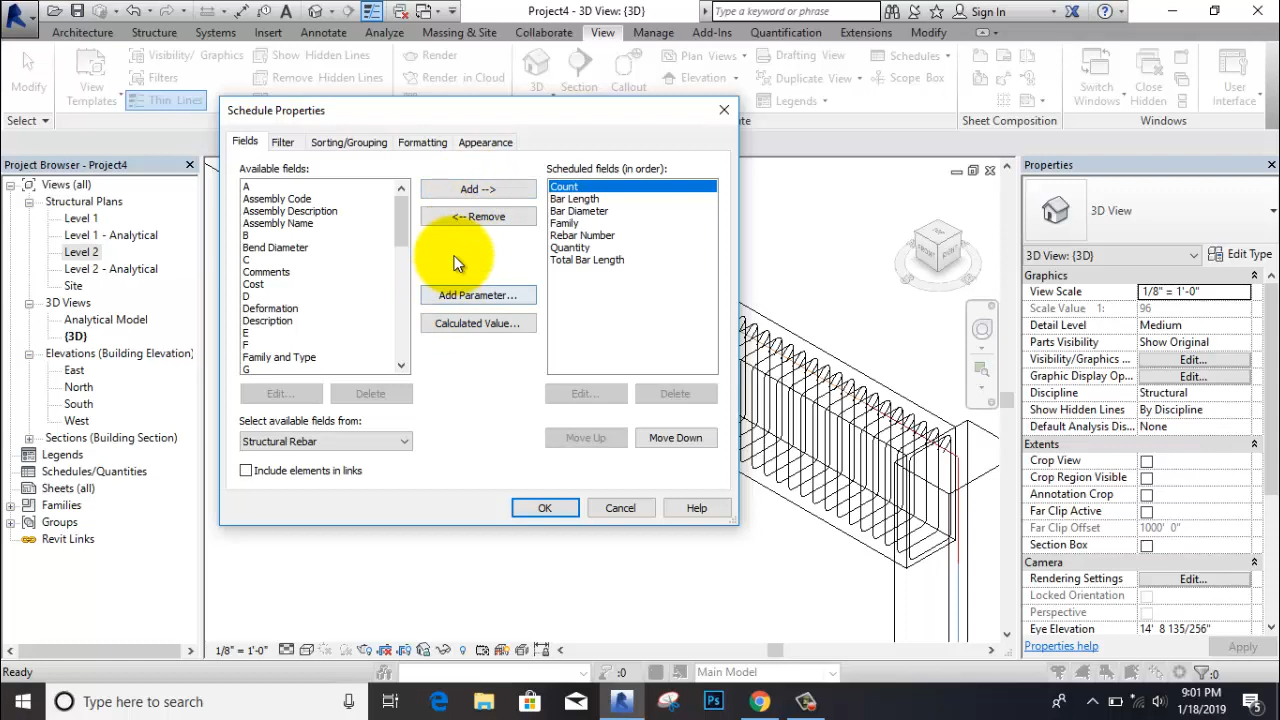 Project4 - View: {3D}
Type a keyword or phrase
Sign In
Architecture Structure Systems Insert Annotate Analyze Massing & Site Collaborate View Manage Add-Ins Quantification Extensions Modify
Modify
View
Templates
Visibility/ Graphics
Filters
Thin Lines
Show Hidden Lines
Remove Hidden Lines
Render
Render in Cloud
3D
Section
Callout
Plan Views
Elevation
Drafting View
Duplicate View
Legends
Schedules
Scope Box
Switch
Windows
Close
Hidden
User
Interface
Select
Sheet Composition
Windows
Project Browser - Project4
Views (all)
Structural Plans
Level 1
Level 1 - Analytical
Level 2
Level 2 - Analytical
Site
3D Views
Analytical Model
{3D}
Elevations (Building Elevation)
East
North
South
West
Sections (Building Section)
Legends
Schedules/Quantities
Sheets (all)
Families
Groups
Revit Links
Schedule Properties
Fields Filter Sorting/Grouping Formatting Appearance
Available fields:
A
Assembly Code
Assembly Description
Assembly Name
B
Bend Diameter
C
Comments
Cost
D
Deformation
Description
E
F
Family and Type
G
Add -->
<-- Remove
Add Parameter...
Calculated Value...
Scheduled fields (in order):
Count
Bar Length
Bar Diameter
Family
Rebar Number
Quantity
Total Bar Length
Edit... Delete
Edit... Delete
Select available fields from:
Structural Rebar
Move Up Move Down
Include elements in links
OK Cancel Help
Properties
3D View
3D View: {3D} Edit Type
Graphics
View Scale 1/8" = 1'-0"
Scale Value 1: 96
Detail Level Medium
Parts Visibility Show Original
Visibility/Graphics ... Edit...
Graphic Display Op... Edit...
Discipline Structural
Show Hidden Lines By Discipline
Default Analysis Dis... None
Extents
Crop View
Crop Region Visible
Annotation Crop
Far Clip Active
Far Clip Offset 1000' 0"
Section Box
Camera
Rendering Settings Edit...
Locked Orientation
Perspective
Eye Elevation 14' 8 135/256"
Properties help Apply
1/8" = 1'-0"
Ready
:0
Main Model
:0
Type here to search
9:01 PM
1/18/2019
5